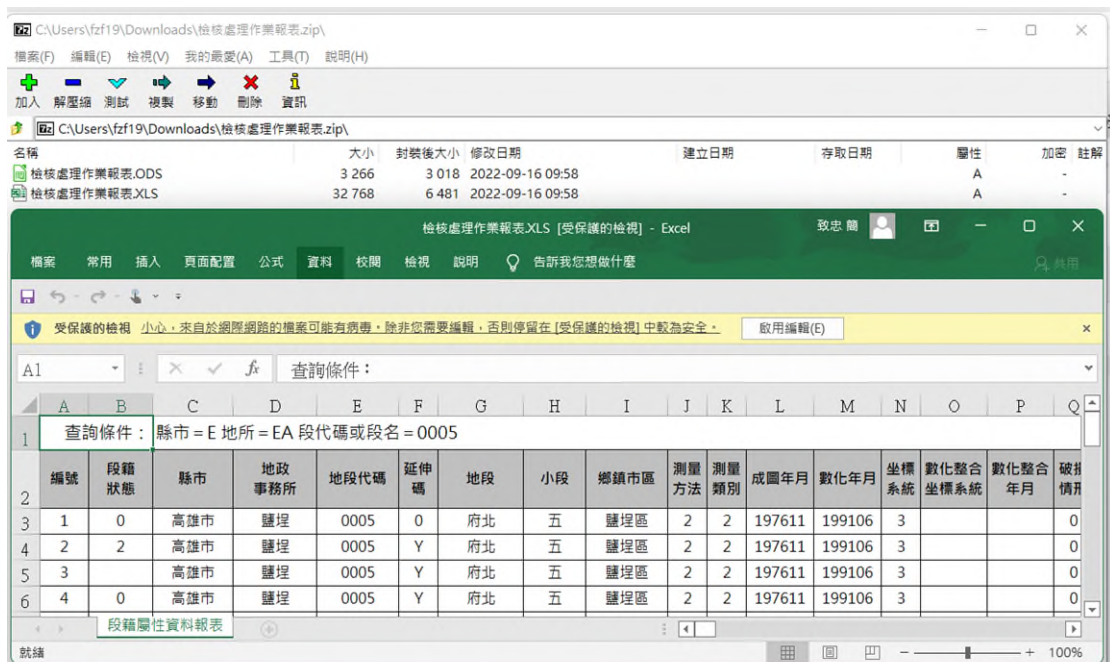 C:\Users\fzf19\Downloads\檢核處理作業報表.zip\
檔案(F) 編輯(E) 檢視(V) 我的最愛(A) 工具(T) 說明(H)
加入 解壓縮 測試 複製 移動 刪除 資訊
C:\Users\fzf19\Downloads\檢核處理作業報表.zip\
名稱 大小 封裝後大小 修改日期 建立日期 存取日期 屬性 加密 註解
檢核處理作業報表.ODS 3 266 3 018 2022-09-16 09:58 A -
檢核處理作業報表.XLS 32 768 6 481 2022-09-16 09:58 A -
檢核處理作業報表.XLS [受保護的檢視] - Excel 致忠 簡
檔案 常用 插入 頁面配置 公式 資料 校閱 檢視 說明 告訴我您想做什麼 共用
受保護的檢視 小心，來自於網際網路的檔案可能有病毒。除非您需要編輯，否則停留在 [受保護的檢視] 中較為安全。 啟用編輯(E)
A1 fx 查詢條件：
A B C D E F G H I J K L M N O P Q
1 查詢條件： 縣市=E 地所=EA 段代碼或段名=0005
2 編號 段籍狀態 縣市 地政事務所 地段代碼 延伸碼 地段 小段 鄉鎮市區 測量方法 測量類別 成圖年月 數化年月 坐標系統 數化整合坐標系統 數化整合年月 破損情形
3 1 0 高雄市 鹽埕 0005 0 府北 五 鹽埕區 2 2 197611 199106 3 0
4 2 2 高雄市 鹽埕 0005 Y 府北 五 鹽埕區 2 2 197611 199106 3 0
5 3 高雄市 鹽埕 0005 Y 府北 五 鹽埕區 2 2 197611 199106 3 0
6 4 0 高雄市 鹽埕 0005 Y 府北 五 鹽埕區 2 2 197611 199106 3 0
段籍屬性資料報表
就緒 100%